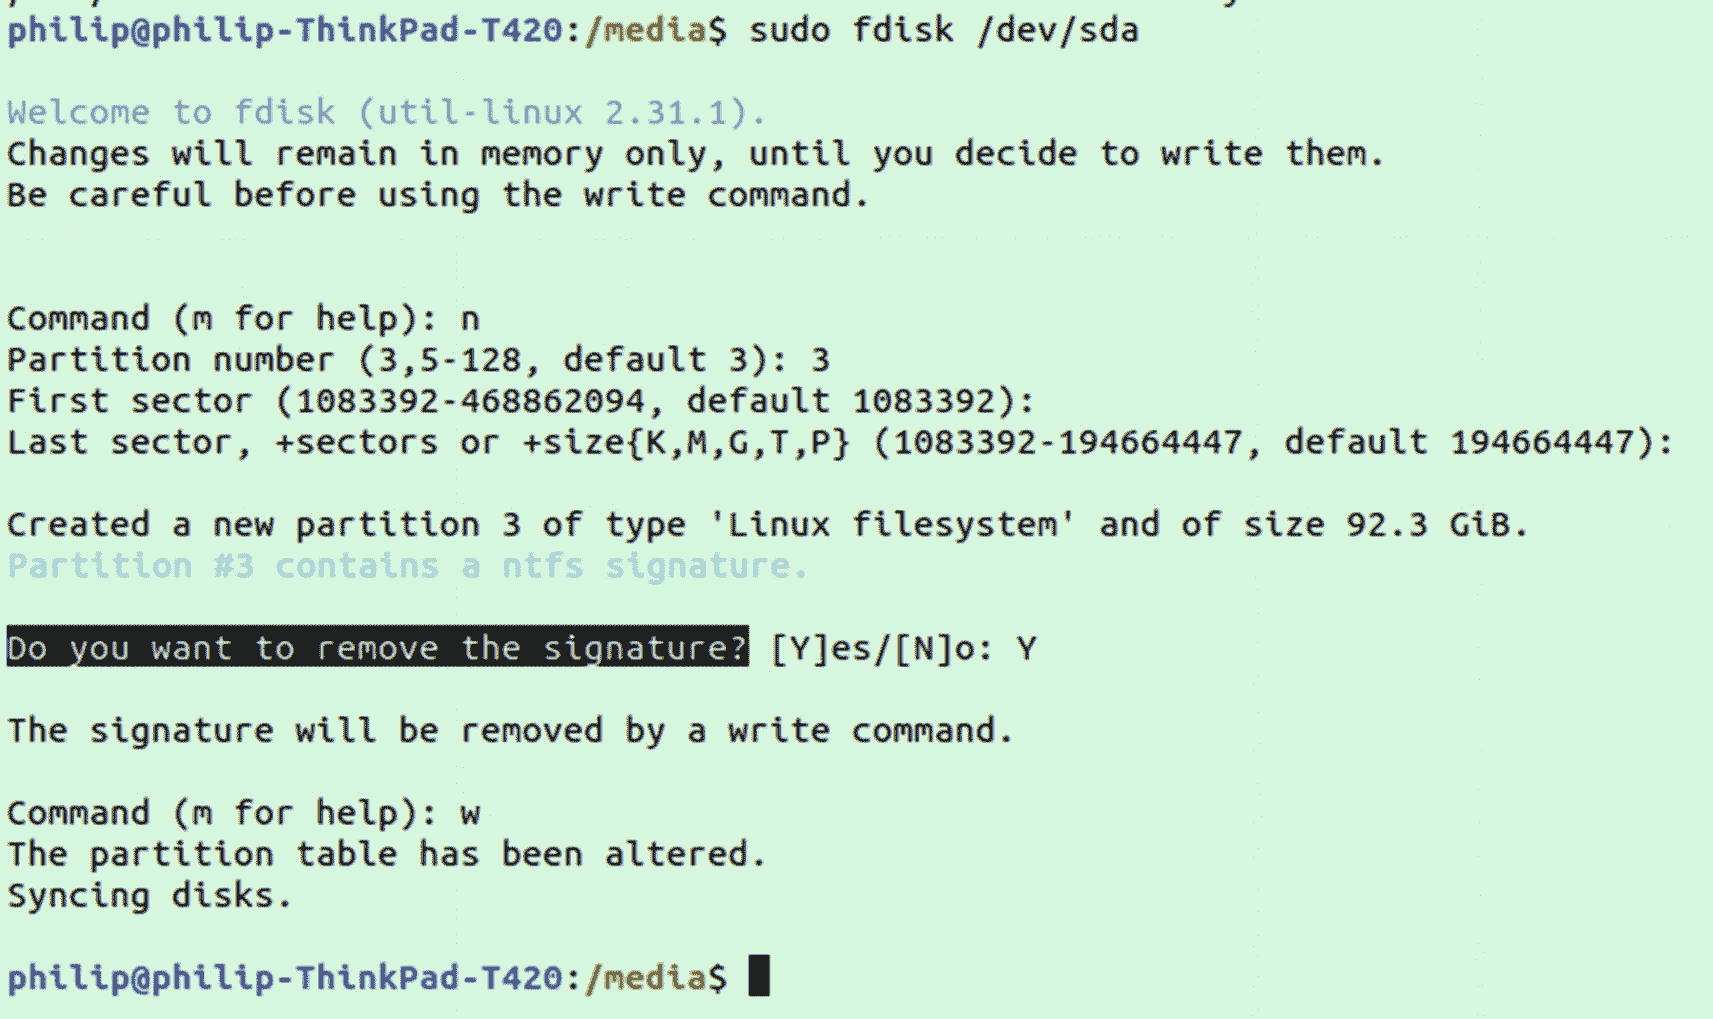 philip@philip-ThinkPad-T420:/media$ sudo fdisk /dev/sda
Welcome to fdisk (util-linux 2.31.1).
Changes will remain in memory only, until you decide to write them.
Be careful before using the write command.
Command (m for help): n
Partition number (3,5-128, default 3): 3
First sector (1083392-468862094, default 1083392):
Last sector, +sectors or +size{K,M,G,T,P} (1083392-194664447, default 194664447):
Created a new partition 3 of type 'Linux filesystem' and of size 92.3 GiB.
Partition #3 contains a ntfs signature.
Do you want to remove the signature? [Y]es/[N]o: Y
The signature will be removed by a write command.
Command (m for help): w
The partition table has been altered.
Syncing disks.
philip@philip-ThinkPad-T420:/media$